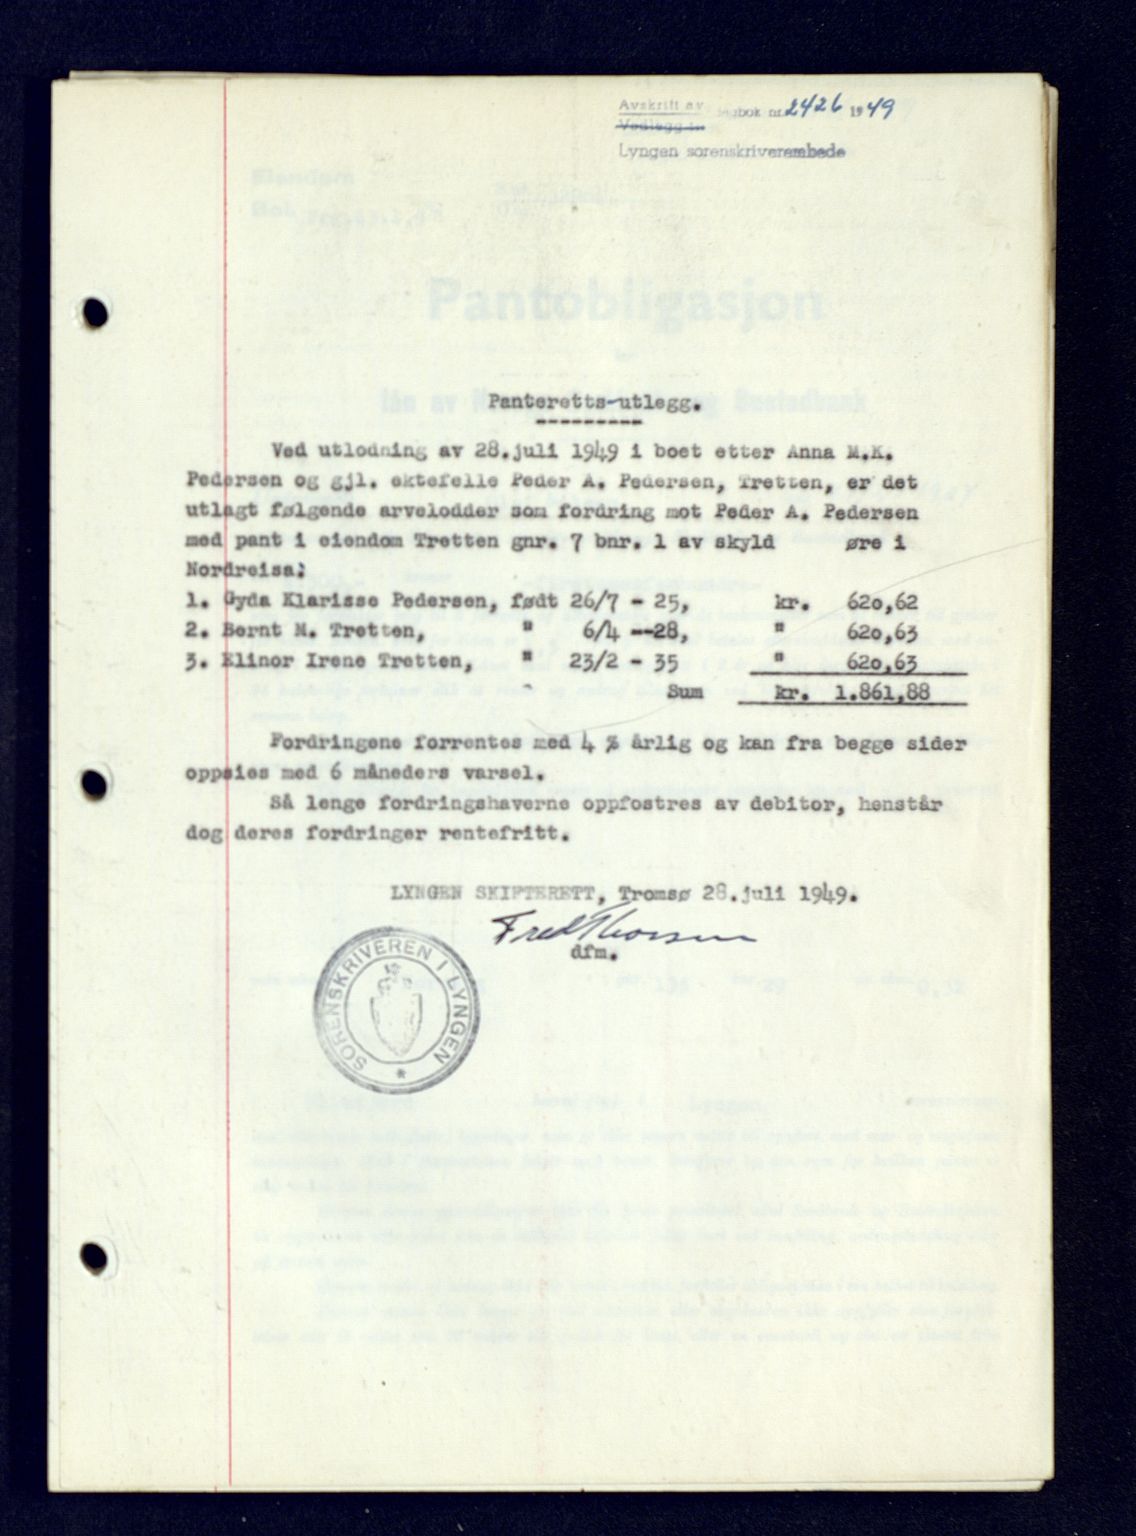 Avskrift av
Vedlegg til dagbok nr. 2426 1949
Lyngen sorenskriverembede
Panteretts-utlegg.
Ved utlodning av 28.juli 1949 i boet etter Anna M.K.
Pedersen og gjl. ektefelle Peder A. Pedersen, Tretten, er det
utlagt følgende arvelodder som fordring mot Peder A. Pedersen
med pant i eiendom Tretten gnr. 7 bnr. 1 av skyld øre i
Nordreisa:
1. Gyda Klarisse Pedersen, født 26/7 - 25, kr. 620,62
2. Bernt M. Tretten, " 6/4 --28, " 620,63
3. Elinor Irene Tretten, " 23/2 - 35 " 620,63
Sum kr. 1.861,88
Fordringene forrentes med 4 % årlig og kan fra begge sider
oppsies med 6 måneders varsel.
Så lenge fordringshaverne oppfostres av debitor, henstår
dog deres fordringer rentefritt.
LYNGEN SKIFTERETT, Tromsø 28.juli 1949.
Fred Thorsen
dfm.
SORENSKRIVEREN I LYNGEN
Pantobligasjon